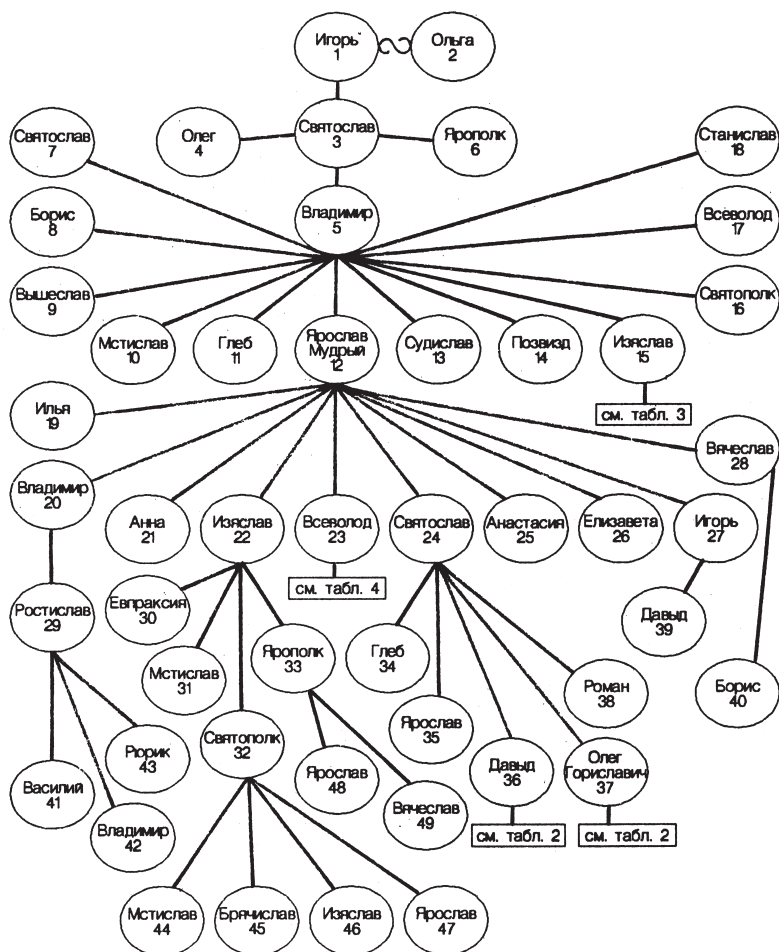 Игорь
1
Ольга
2
Святослав
7
Олег
4
Святослав
3
Ярополк
6
Станислав
18
Борис
8
Владимир
5
Всеволод
17
Вышеслав
9
Святополк
16
Мстислав
10
Глеб
11
Ярослав
Мудрый
12
Судислав
13
Позвизд
14
Изяслав
15
см. табл. 3
Илья
19
Вячеслав
28
Владимир
20
Анна
21
Изяслав
22
Всеволод
23
Святослав
24
Анастасия
25
Елизавета
26
Игорь
27
см. табл. 4
Ростислав
29
Евпраксия
30
Давыд
39
Мстислав
31
Ярополк
33
Глеб
34
Роман
38
Борис
40
Святополк
32
Ярослав
35
Рюрик
43
Василий
41
Ярослав
48
Давыд
36
Олег
Гориславич
37
Владимир
42
Вячеслав
49
см. табл. 2
см. табл. 2
Мстислав
44
Брячислав
45
Изяслав
46
Ярослав
47